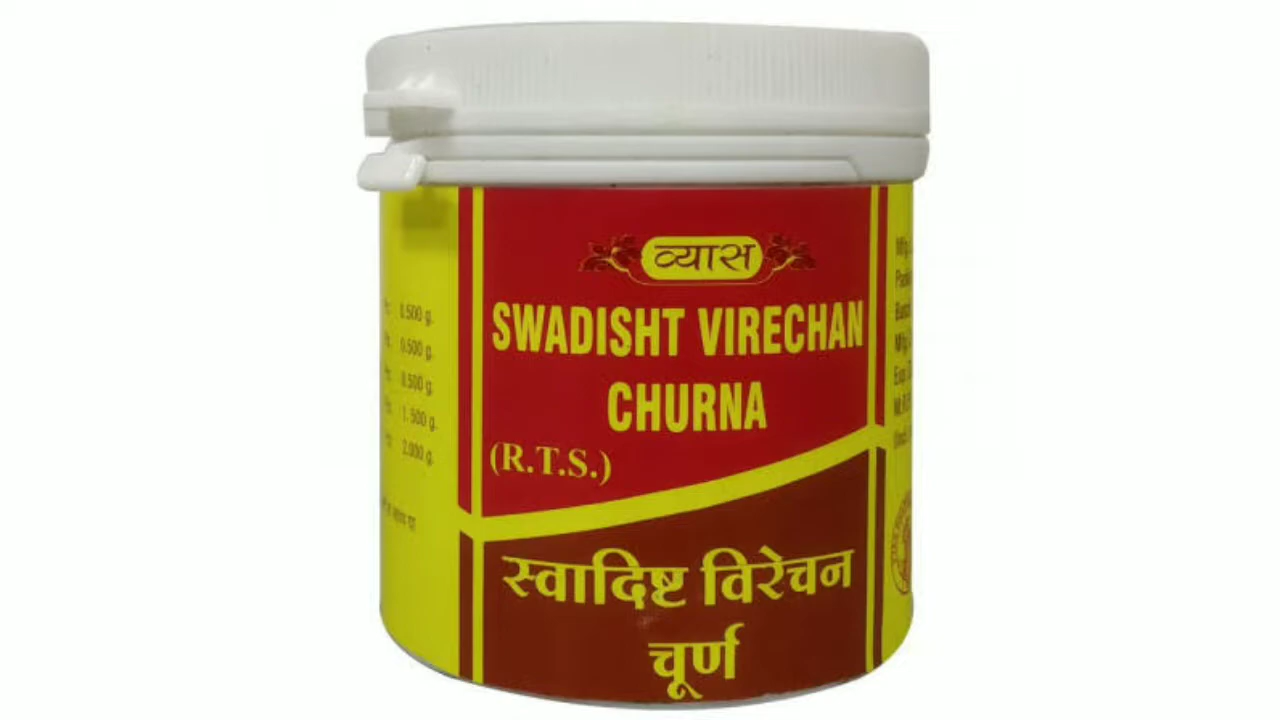 व्यास
SWADISHT VIRECHAN
CHURNA
(R.T.S.)
स्वादिष्ट विरेचन
चूर्ण
0.500 g.
0.500 g.
0.500 g.
1.500 g.
2.000 g.